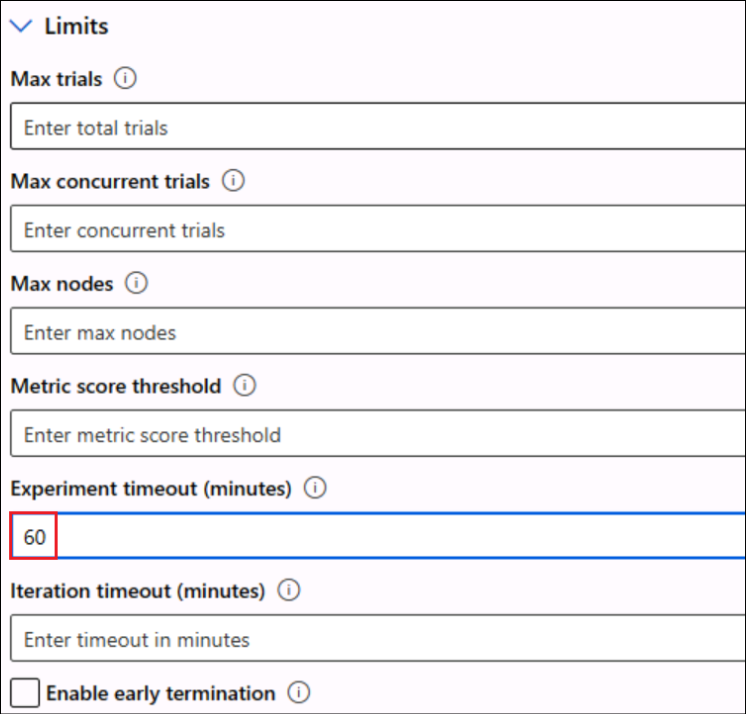 Limits
Max trials
Enter total trials
Max concurrent trials
Enter concurrent trials
Max nodes
Enter max nodes
Metric score threshold
Enter metric score threshold
Experiment timeout (minutes)
60
Iteration timeout (minutes)
Enter timeout in minutes
Enable early termination